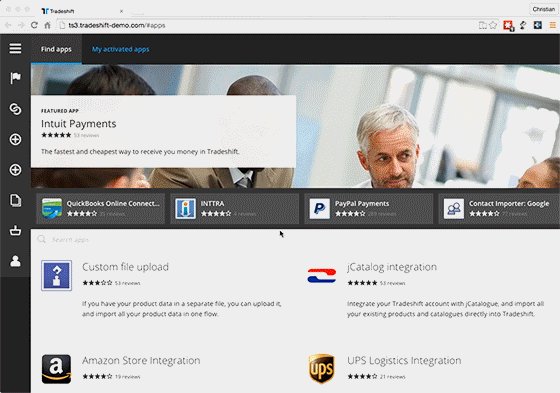 Tradeshift
Christian
ts3.tradeshift-demo.com/#apps
Find apps
My activated apps
FEATURED APP
Intuit Payments
53 reviews
The fastest and cheapest way to receive you money in Tradeshift.
QuickBooks Online Connect...
35 reviews
INTTRA
4 reviews
PayPal Payments
289 reviews
Contact Importer: Google
77 reviews
Search apps
Custom file upload
53 reviews
If you have your product data in a separate file, you can upload it,
and import all your product data in one flow.
jCatalog integration
53 reviews
Integrate your Tradeshift account with jCatalogue, and import all
your existing products and catalogues directly into Tradeshift.
Amazon Store Integration
19 reviews
ups
UPS Logistics Integration
21 reviews